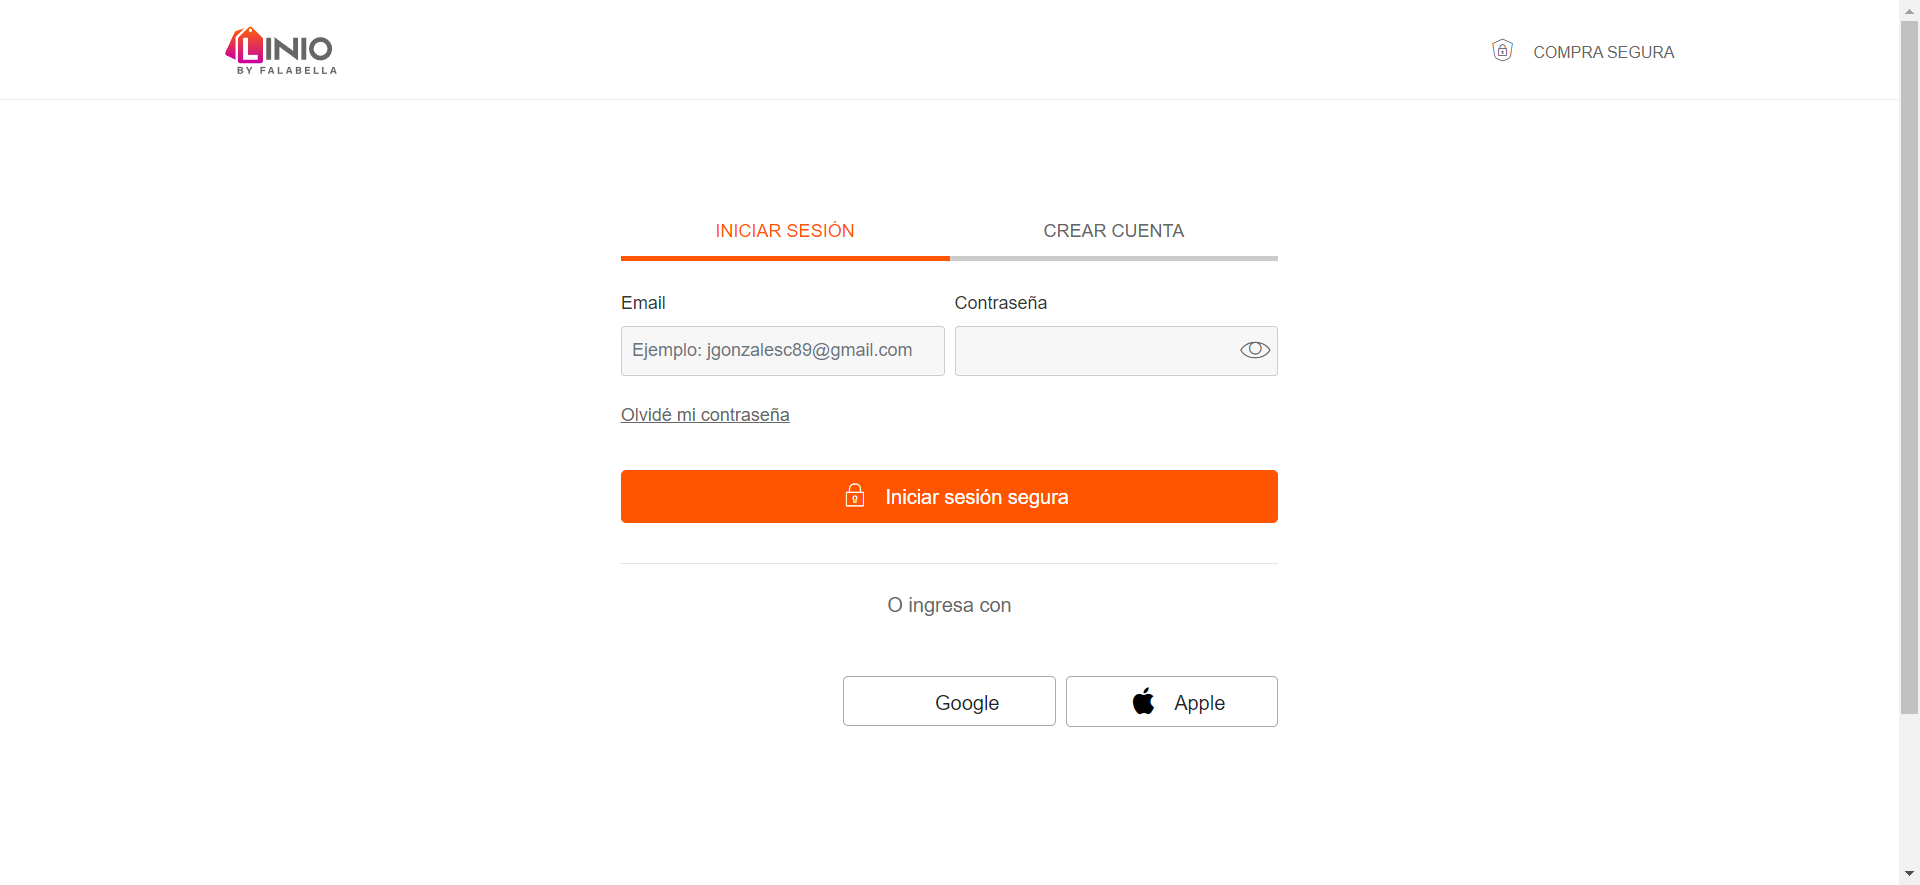 LINIO
BY FALABELLA
COMPRA SEGURA
INICIAR SESIÓN
CREAR CUENTA
Email
Contraseña
Ejemplo: jgonzalesc89@gmail.com
Olvidé mi contraseña
Iniciar sesión segura
O ingresa con
Google
Apple